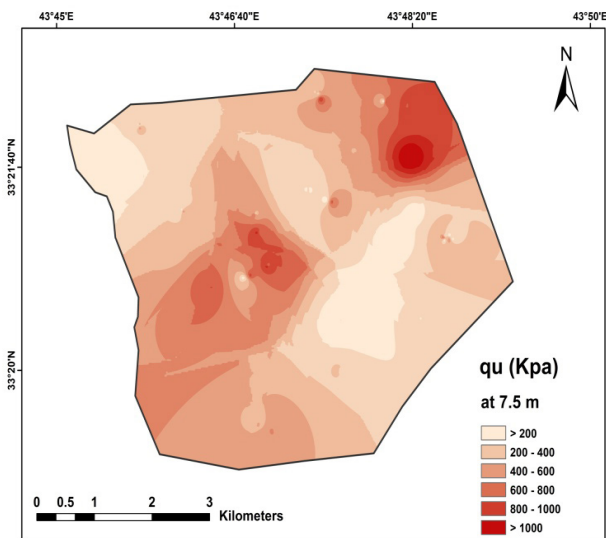 43°45'E
43°46'40"E
43°48'20"E
43°50'E
N
33°21'40"N
33°20'N
qu (Kpa)
at 7.5 m
> 200
200 - 400
400 - 600
600 - 800
800 - 1000
> 1000
0 0.5 1 2 3
Kilometers